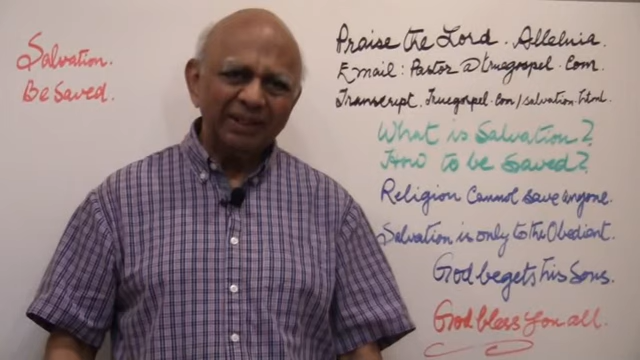 Salvation.
Be Saved.
Praise the Lord. Alleluia.
Email: Pastor@truegospel.com
Transcript. Truegospel.com/salvation.html
What is Salvation?
How to be Saved?
Religion Cannot save anyone.
Salvation is only to the Obedient.
God begets His Sons.
God bless you all.